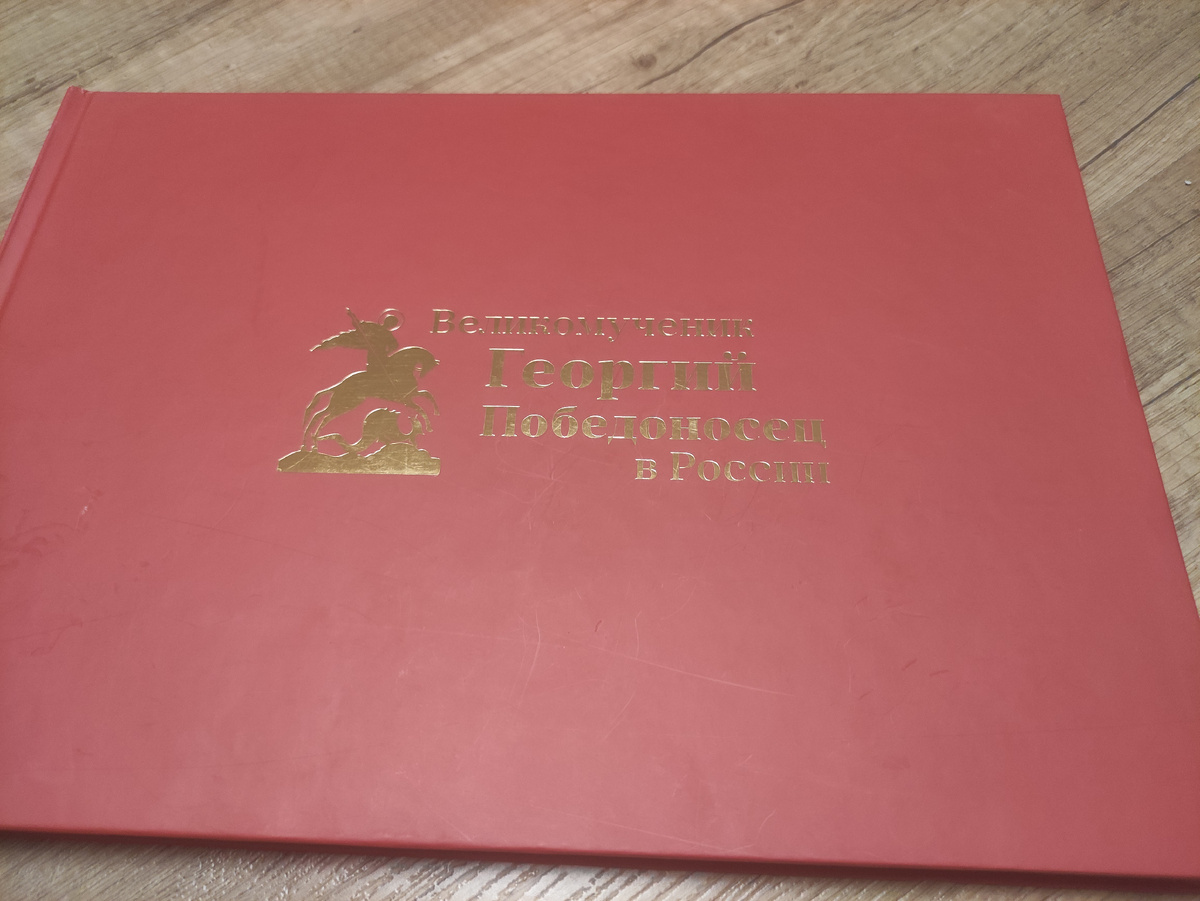 Великомученик
Георгий
Победоносец
в России